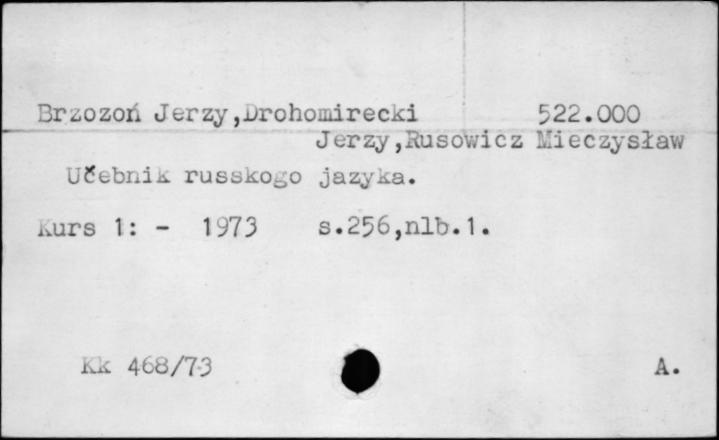 Brzozoń Jerzy,Drohomirecki 522.000
Jerzy,Rusowicz Mieczysław
Učebnik russkogo jazyka.
Kurs 1: - 1973 s.256,nlb.1.
Kk 468/73 A.